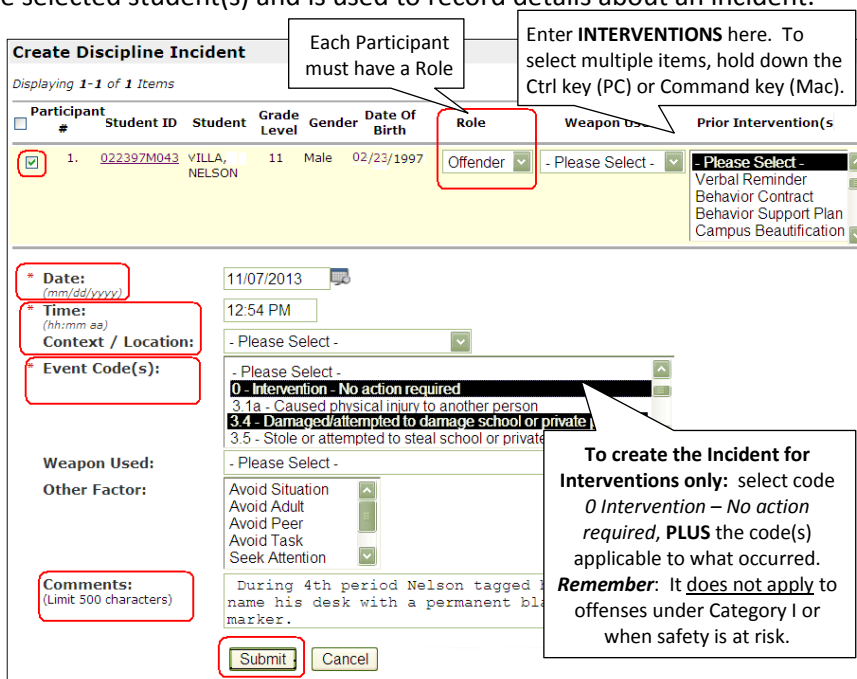 e selected student(s) and is used to record details about an incident.
Create Discipline Incident
Each Participant
must have a Role
Enter INTERVENTIONS here. To
select multiple items, hold down the
Ctrl key (PC) or Command key (Mac).
Displaying 1-1 of 1 Items
Participant
# Student ID Student Grade Level Gender Date Of Birth Role Weapon Prior Intervention(s
1. 022397M043 VILLA, NELSON 11 Male 02/23/1997 Offender - Please Select - - Please Select -
Verbal Reminder
Behavior Contract
Behavior Support Plan
Campus Beautification
* Date: 11/07/2013
(mm/dd/yyyy)
* Time: 12:54 PM
(hh:mm aa)
Context / Location: - Please Select -
* Event Code(s): - Please Select -
0 - Intervention - No action required
3.1a - Caused physical injury to another person
3.4 - Damaged/attempted to damage school or private
3.5 - Stole or attempted to steal school or private
Weapon Used: - Please Select -
Other Factor: Avoid Situation
Avoid Adult
Avoid Peer
Avoid Task
Seek Attention
To create the Incident for
Interventions only: select code
0 Intervention – No action
required, PLUS the code(s)
applicable to what occurred.
Remember: It does not apply to
offenses under Category I or
when safety is at risk.
Comments: During 4th period Nelson tagged
(Limit 500 characters) name his desk with a permanent
marker.
Submit Cancel